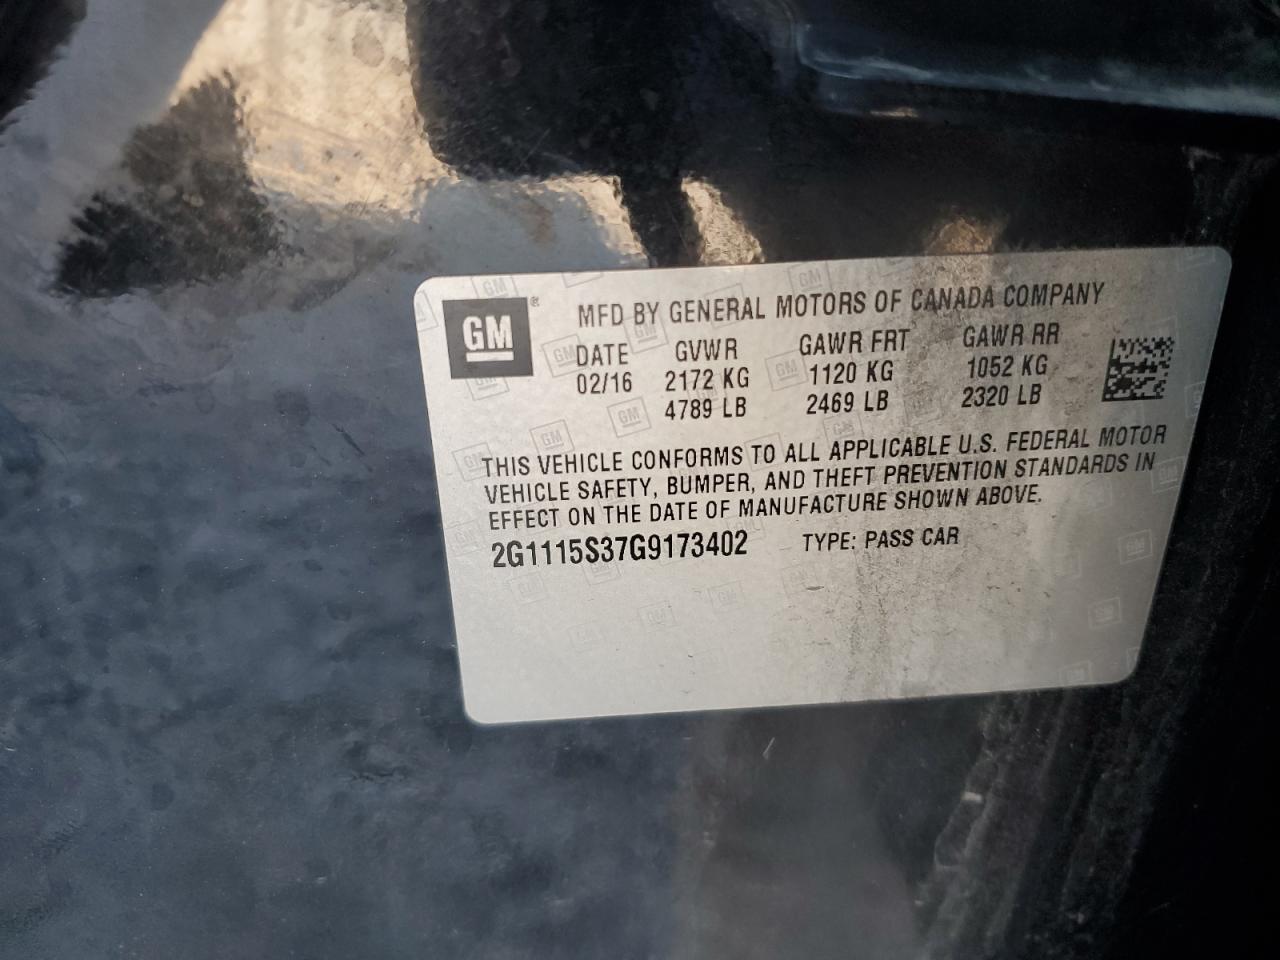 GM ® MFD BY GENERAL MOTORS OF CANADA COMPANY
DATE GVWR GAWR FRT GAWR RR
02/16 2172 KG 1120 KG 1052 KG
4789 LB 2469 LB 2320 LB
THIS VEHICLE CONFORMS TO ALL APPLICABLE U.S. FEDERAL MOTOR
VEHICLE SAFETY, BUMPER, AND THEFT PREVENTION STANDARDS IN
EFFECT ON THE DATE OF MANUFACTURE SHOWN ABOVE.
2G1115S37G9173402 TYPE: PASS CAR